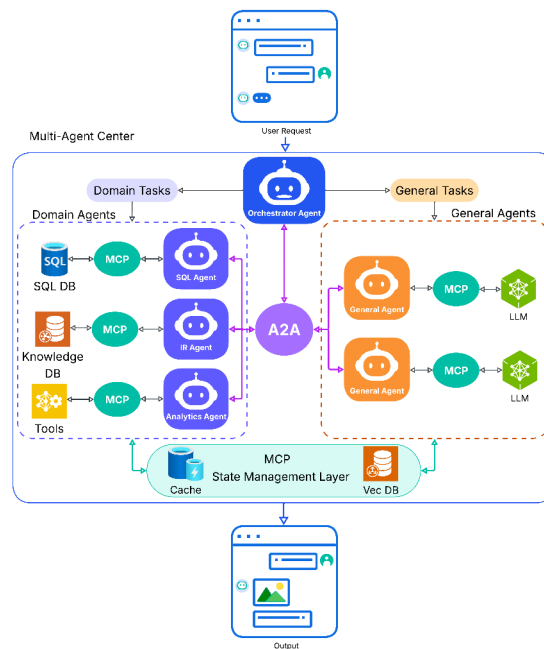 User Request
Multi-Agent Center
Domain Tasks
Orchestrator Agent
General Tasks
Domain Agents
General Agents
SQL
SQL DB
MCP
SQL Agent
General Agent
MCP
LLM
A2A
Knowledge
DB
MCP
IR Agent
General Agent
MCP
LLM
Tools
MCP
Analytics Agent
MCP
State Management Layer
Cache
Vec DB
Output